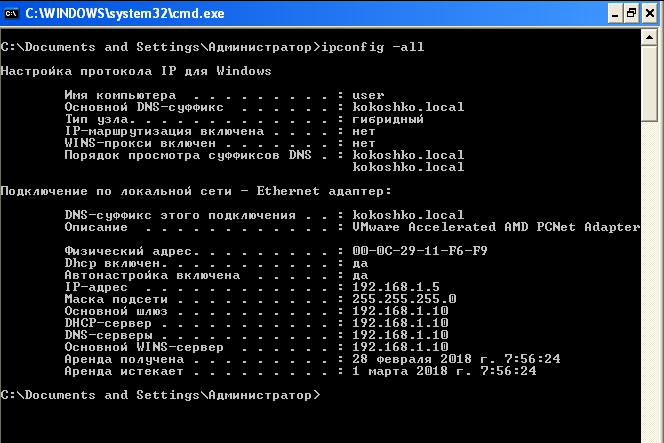 C:\WINDOWS\system32\cmd.exe
C:\Documents and Settings\Администратор>ipconfig -all
Настройка протокола IP для Windows
Имя компьютера . . . . . . . . . : user
Основной DNS-суффикс . . . . . . : kokoshko.local
Тип узла. . . . . . . . . . . . . : гибридный
IP-маршрутизация включена . . . . : нет
WINS-прокси включен . . . . . . . : нет
Порядок просмотра суффиксов DNS . : kokoshko.local
kokoshko.local
Подключение по локальной сети - Ethernet адаптер:
DNS-суффикс этого подключения . . : kokoshko.local
Описание . . . . . . . . . . . . : VMware Accelerated AMD PCNet Adapter
Физический адрес. . . . . . . . . : 00-0C-29-11-F6-F9
Dhcp включен. . . . . . . . . . . : да
Автонастройка включена . . . . . : да
IP-адрес . . . . . . . . . . . . : 192.168.1.5
Маска подсети . . . . . . . . . . : 255.255.255.0
Основной шлюз . . . . . . . . . . : 192.168.1.10
DHCP-сервер . . . . . . . . . . . : 192.168.1.10
DNS-серверы . . . . . . . . . . . : 192.168.1.10
Основной WINS-сервер . . . . . . : 192.168.1.10
Аренда получена . . . . . . . . . : 28 февраля 2018 г. 7:56:24
Аренда истекает . . . . . . . . . : 1 марта 2018 г. 7:56:24
C:\Documents and Settings\Администратор>